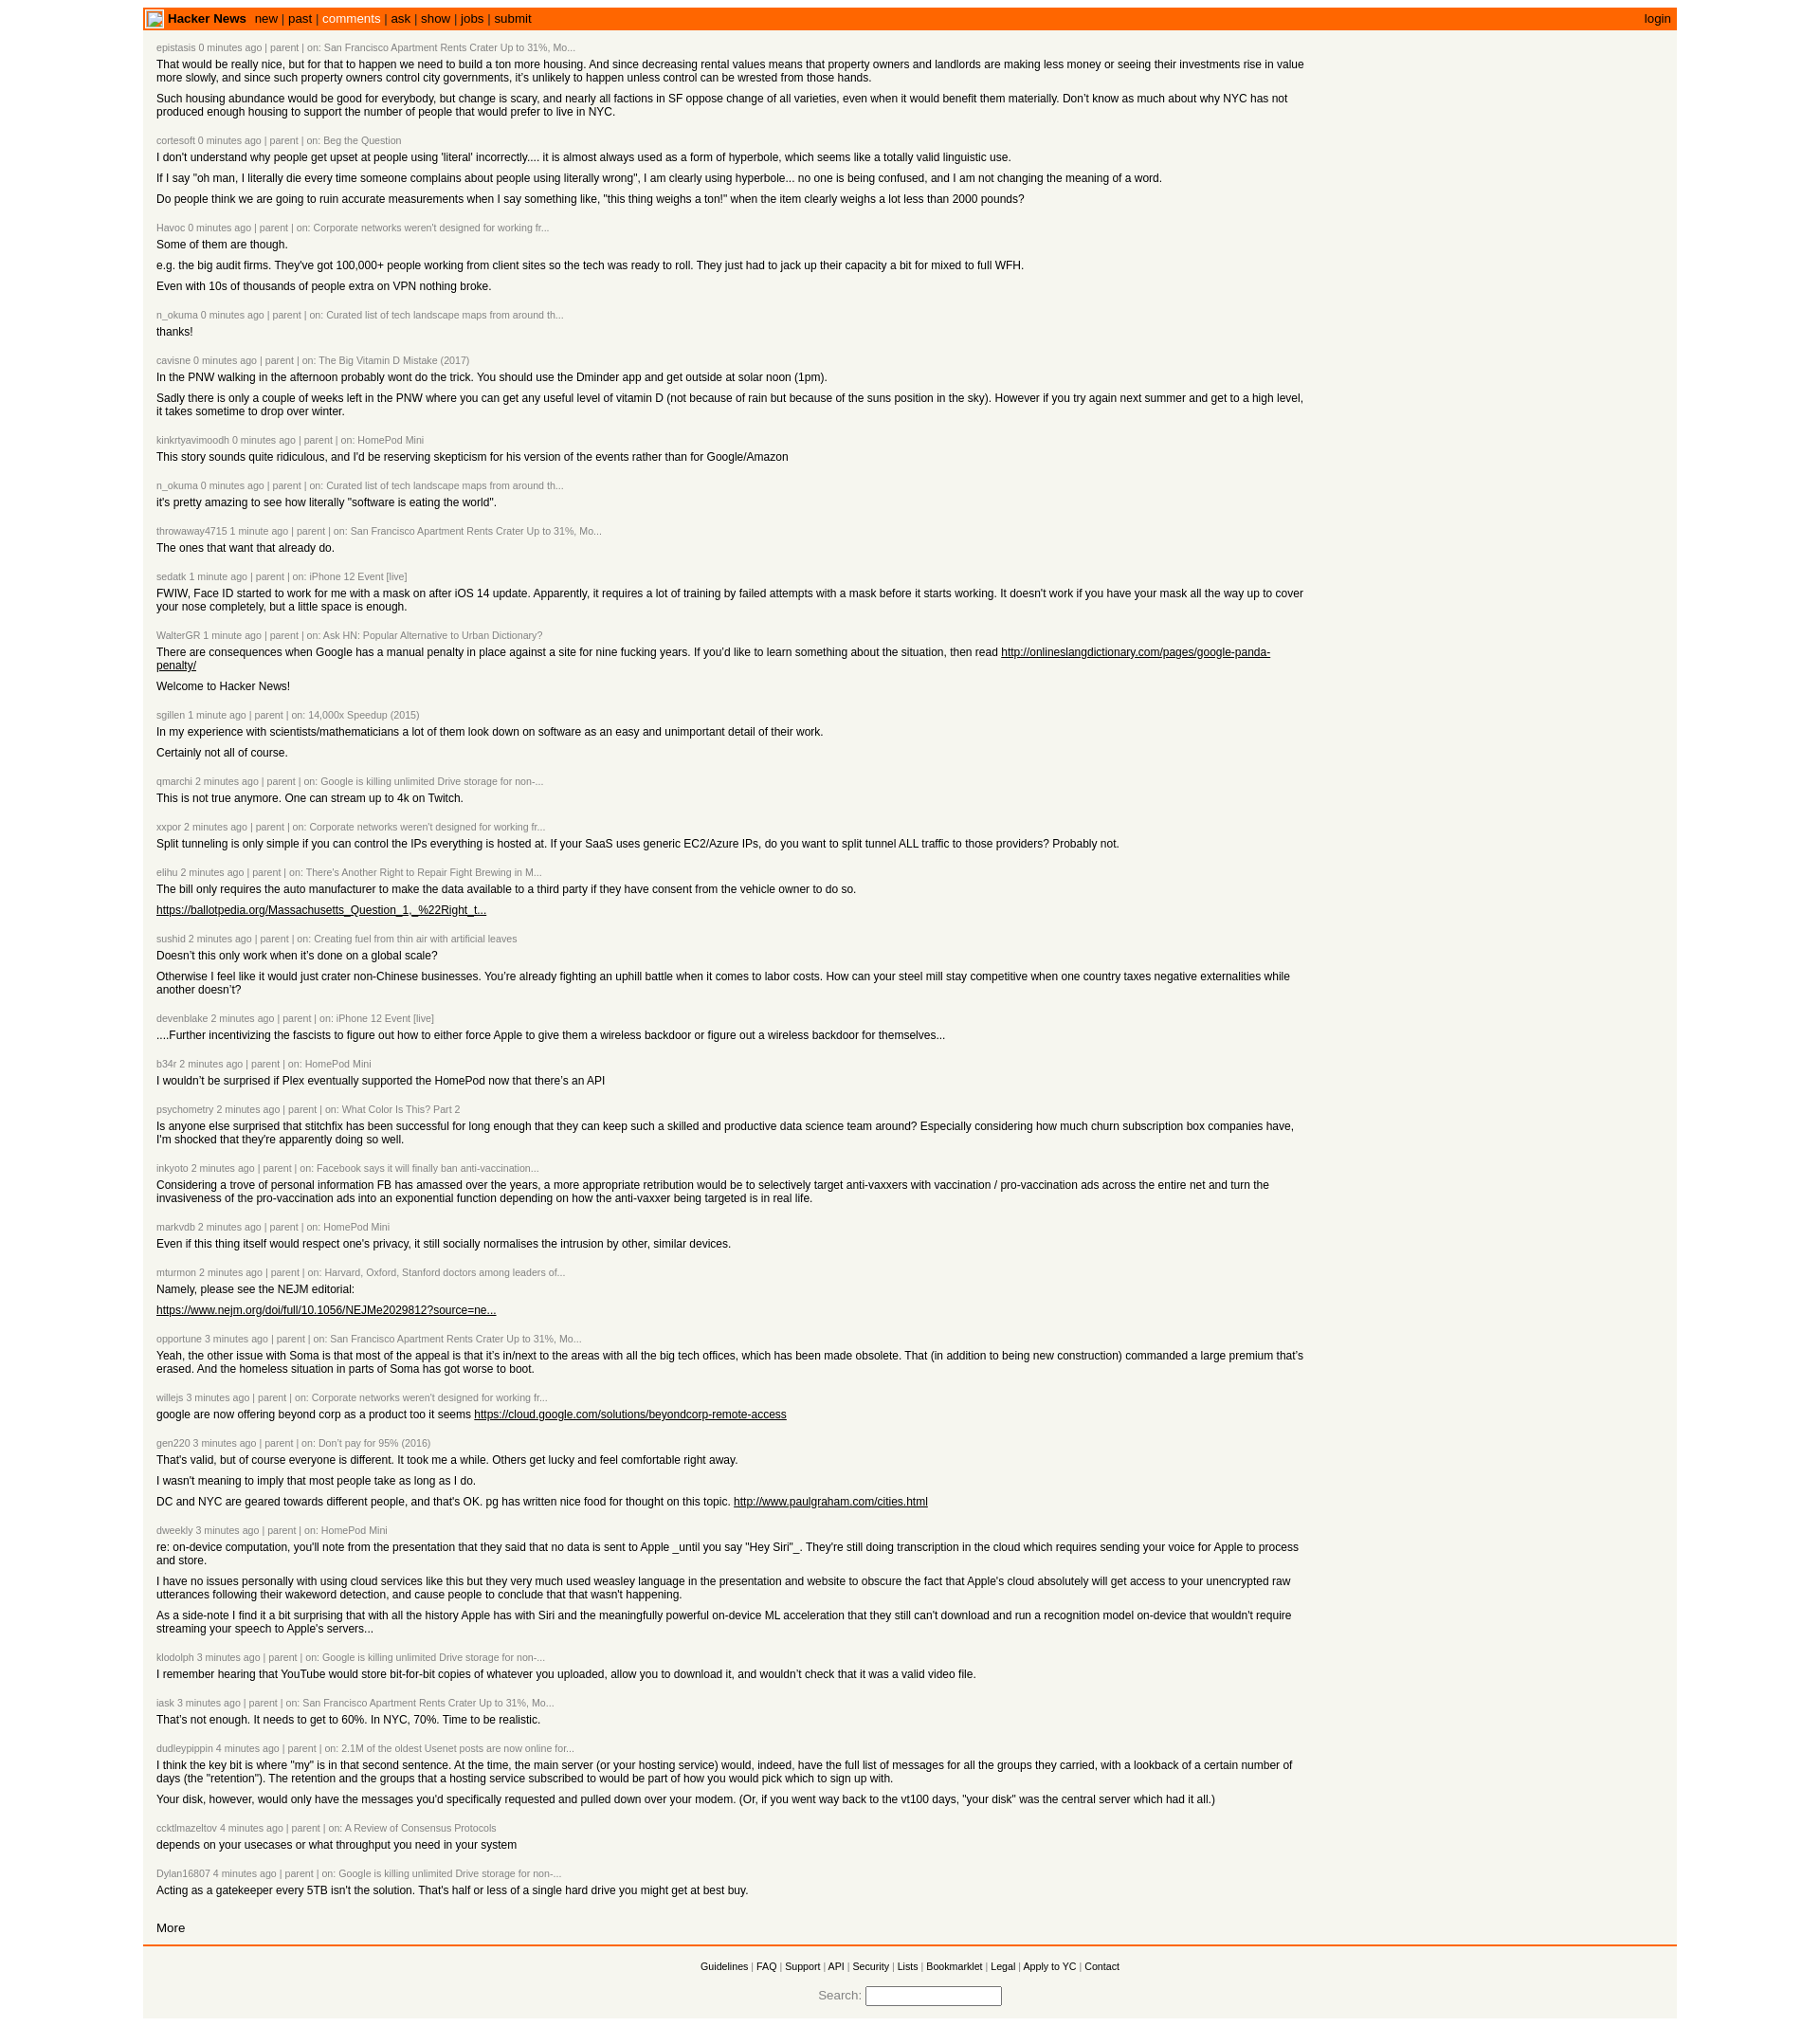 Hacker News new | past | comments | ask | show | jobs | submit login
epistasis 0 minutes ago | parent | on: San Francisco Apartment Rents Crater Up to 31%, Mo...
That would be really nice, but for that to happen we need to build a ton more housing. And since decreasing rental values means that property owners and landlords are making less money or seeing their investments rise in value
more slowly, and since such property owners control city governments, it’s unlikely to happen unless control can be wrested from those hands.
Such housing abundance would be good for everybody, but change is scary, and nearly all factions in SF oppose change of all varieties, even when it would benefit them materially. Don’t know as much about why NYC has not
produced enough housing to support the number of people that would prefer to live in NYC.
cortesoft 0 minutes ago | parent | on: Beg the Question
I don't understand why people get upset at people using 'literal' incorrectly.... it is almost always used as a form of hyperbole, which seems like a totally valid linguistic use.
If I say "oh man, I literally die every time someone complains about people using literally wrong", I am clearly using hyperbole... no one is being confused, and I am not changing the meaning of a word.
Do people think we are going to ruin accurate measurements when I say something like, "this thing weighs a ton!" when the item clearly weighs a lot less than 2000 pounds?
Havoc 0 minutes ago | parent | on: Corporate networks weren't designed for working fr...
Some of them are though.
e.g. the big audit firms. They've got 100,000+ people working from client sites so the tech was ready to roll. They just had to jack up their capacity a bit for mixed to full WFH.
Even with 10s of thousands of people extra on VPN nothing broke.
n_okuma 0 minutes ago | parent | on: Curated list of tech landscape maps from around th...
thanks!
cavisne 0 minutes ago | parent | on: The Big Vitamin D Mistake (2017)
In the PNW walking in the afternoon probably wont do the trick. You should use the Dminder app and get outside at solar noon (1pm).
Sadly there is only a couple of weeks left in the PNW where you can get any useful level of vitamin D (not because of rain but because of the suns position in the sky). However if you try again next summer and get to a high level,
it takes sometime to drop over winter.
kinkrtyavimoodh 0 minutes ago | parent | on: HomePod Mini
This story sounds quite ridiculous, and I'd be reserving skepticism for his version of the events rather than for Google/Amazon
n_okuma 0 minutes ago | parent | on: Curated list of tech landscape maps from around th...
it's pretty amazing to see how literally "software is eating the world".
throwaway4715 1 minute ago | parent | on: San Francisco Apartment Rents Crater Up to 31%, Mo...
The ones that want that already do.
sedatk 1 minute ago | parent | on: iPhone 12 Event [live]
FWIW, Face ID started to work for me with a mask on after iOS 14 update. Apparently, it requires a lot of training by failed attempts with a mask before it starts working. It doesn't work if you have your mask all the way up to cover
your nose completely, but a little space is enough.
WalterGR 1 minute ago | parent | on: Ask HN: Popular Alternative to Urban Dictionary?
There are consequences when Google has a manual penalty in place against a site for nine fucking years. If you’d like to learn something about the situation, then read http://onlineslangdictionary.com/pages/google-panda-
penalty/
Welcome to Hacker News!
sgillen 1 minute ago | parent | on: 14,000x Speedup (2015)
In my experience with scientists/mathematicians a lot of them look down on software as an easy and unimportant detail of their work.
Certainly not all of course.
qmarchi 2 minutes ago | parent | on: Google is killing unlimited Drive storage for non-...
This is not true anymore. One can stream up to 4k on Twitch.
xxpor 2 minutes ago | parent | on: Corporate networks weren't designed for working fr...
Split tunneling is only simple if you can control the IPs everything is hosted at. If your SaaS uses generic EC2/Azure IPs, do you want to split tunnel ALL traffic to those providers? Probably not.
elihu 2 minutes ago | parent | on: There's Another Right to Repair Fight Brewing in M...
The bill only requires the auto manufacturer to make the data available to a third party if they have consent from the vehicle owner to do so.
https://ballotpedia.org/Massachusetts_Question_1,_%22Right_t...
sushid 2 minutes ago | parent | on: Creating fuel from thin air with artificial leaves
Doesn’t this only work when it’s done on a global scale?
Otherwise I feel like it would just crater non-Chinese businesses. You’re already fighting an uphill battle when it comes to labor costs. How can your steel mill stay competitive when one country taxes negative externalities while
another doesn’t?
devenblake 2 minutes ago | parent | on: iPhone 12 Event [live]
....Further incentivizing the fascists to figure out how to either force Apple to give them a wireless backdoor or figure out a wireless backdoor for themselves...
b34r 2 minutes ago | parent | on: HomePod Mini
I wouldn’t be surprised if Plex eventually supported the HomePod now that there’s an API
psychometry 2 minutes ago | parent | on: What Color Is This? Part 2
Is anyone else surprised that stitchfix has been successful for long enough that they can keep such a skilled and productive data science team around? Especially considering how much churn subscription box companies have,
I'm shocked that they're apparently doing so well.
inkyoto 2 minutes ago | parent | on: Facebook says it will finally ban anti-vaccination...
Considering a trove of personal information FB has amassed over the years, a more appropriate retribution would be to selectively target anti-vaxxers with vaccination / pro-vaccination ads across the entire net and turn the
invasiveness of the pro-vaccination ads into an exponential function depending on how the anti-vaxxer being targeted is in real life.
markvdb 2 minutes ago | parent | on: HomePod Mini
Even if this thing itself would respect one's privacy, it still socially normalises the intrusion by other, similar devices.
mturmon 2 minutes ago | parent | on: Harvard, Oxford, Stanford doctors among leaders of...
Namely, please see the NEJM editorial:
https://www.nejm.org/doi/full/10.1056/NEJMe2029812?source=ne...
opportune 3 minutes ago | parent | on: San Francisco Apartment Rents Crater Up to 31%, Mo...
Yeah, the other issue with Soma is that most of the appeal is that it’s in/next to the areas with all the big tech offices, which has been made obsolete. That (in addition to being new construction) commanded a large premium that’s
erased. And the homeless situation in parts of Soma has got worse to boot.
willejs 3 minutes ago | parent | on: Corporate networks weren't designed for working fr...
google are now offering beyond corp as a product too it seems https://cloud.google.com/solutions/beyondcorp-remote-access
gen220 3 minutes ago | parent | on: Don’t pay for 95% (2016)
That's valid, but of course everyone is different. It took me a while. Others get lucky and feel comfortable right away.
I wasn't meaning to imply that most people take as long as I do.
DC and NYC are geared towards different people, and that's OK. pg has written nice food for thought on this topic. http://www.paulgraham.com/cities.html
dweekly 3 minutes ago | parent | on: HomePod Mini
re: on-device computation, you'll note from the presentation that they said that no data is sent to Apple _until you say "Hey Siri"_. They're still doing transcription in the cloud which requires sending your voice for Apple to process
and store.
I have no issues personally with using cloud services like this but they very much used weasley language in the presentation and website to obscure the fact that Apple's cloud absolutely will get access to your unencrypted raw
utterances following their wakeword detection, and cause people to conclude that that wasn't happening.
As a side-note I find it a bit surprising that with all the history Apple has with Siri and the meaningfully powerful on-device ML acceleration that they still can't download and run a recognition model on-device that wouldn't require
streaming your speech to Apple's servers...
klodolph 3 minutes ago | parent | on: Google is killing unlimited Drive storage for non-...
I remember hearing that YouTube would store bit-for-bit copies of whatever you uploaded, allow you to download it, and wouldn’t check that it was a valid video file.
iask 3 minutes ago | parent | on: San Francisco Apartment Rents Crater Up to 31%, Mo...
That’s not enough. It needs to get to 60%. In NYC, 70%. Time to be realistic.
dudleypippin 4 minutes ago | parent | on: 2.1M of the oldest Usenet posts are now online for...
I think the key bit is where "my" is in that second sentence. At the time, the main server (or your hosting service) would, indeed, have the full list of messages for all the groups they carried, with a lookback of a certain number of
days (the "retention"). The retention and the groups that a hosting service subscribed to would be part of how you would pick which to sign up with.
Your disk, however, would only have the messages you'd specifically requested and pulled down over your modem. (Or, if you went way back to the vt100 days, "your disk" was the central server which had it all.)
ccktlmazeltov 4 minutes ago | parent | on: A Review of Consensus Protocols
depends on your usecases or what throughput you need in your system
Dylan16807 4 minutes ago | parent | on: Google is killing unlimited Drive storage for non-...
Acting as a gatekeeper every 5TB isn't the solution. That's half or less of a single hard drive you might get at best buy.
More
Guidelines | FAQ | Support | API | Security | Lists | Bookmarklet | Legal | Apply to YC | Contact
Search: